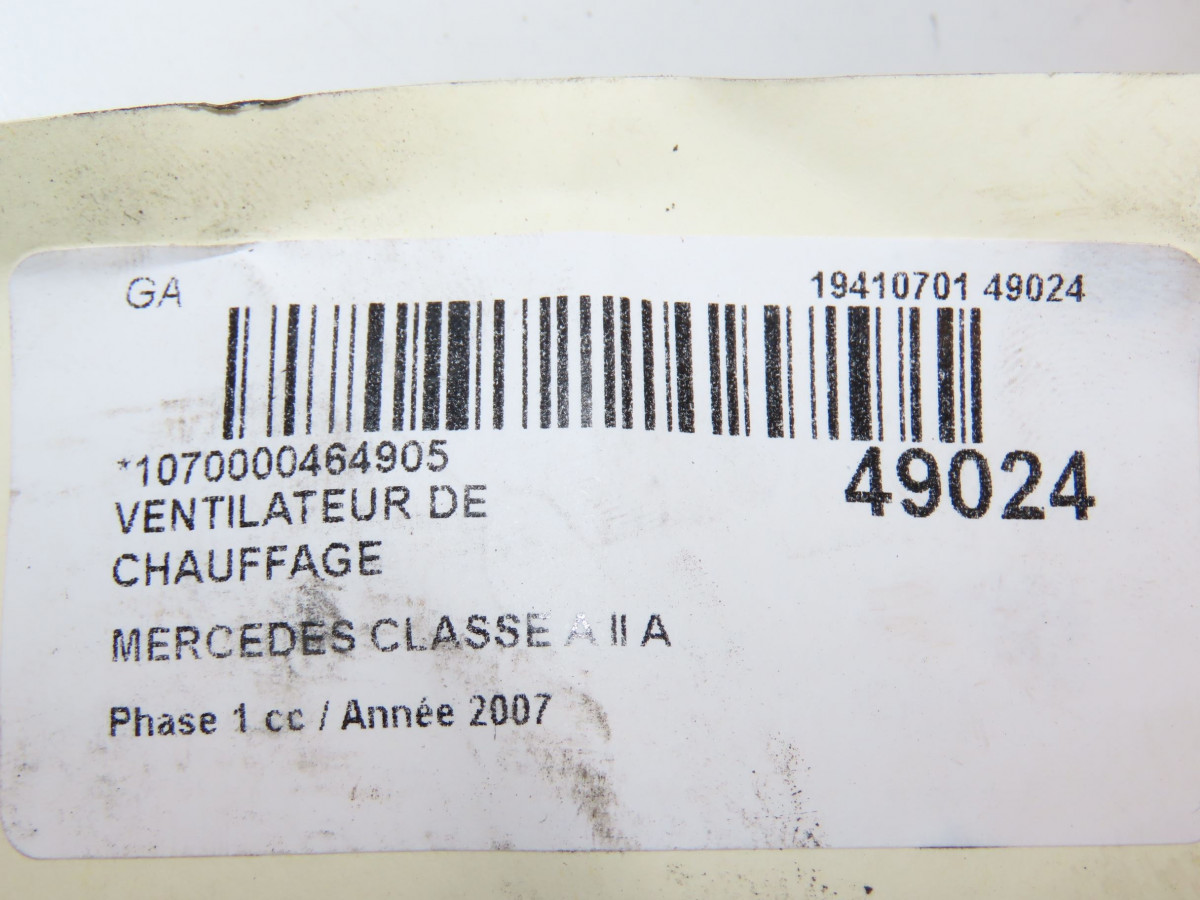 GA
19410701 49024
*1070000464905
49024
VENTILATEUR DE
CHAUFFAGE
MERCEDES CLASSE A II A
Phase 1 cc / Année 2007